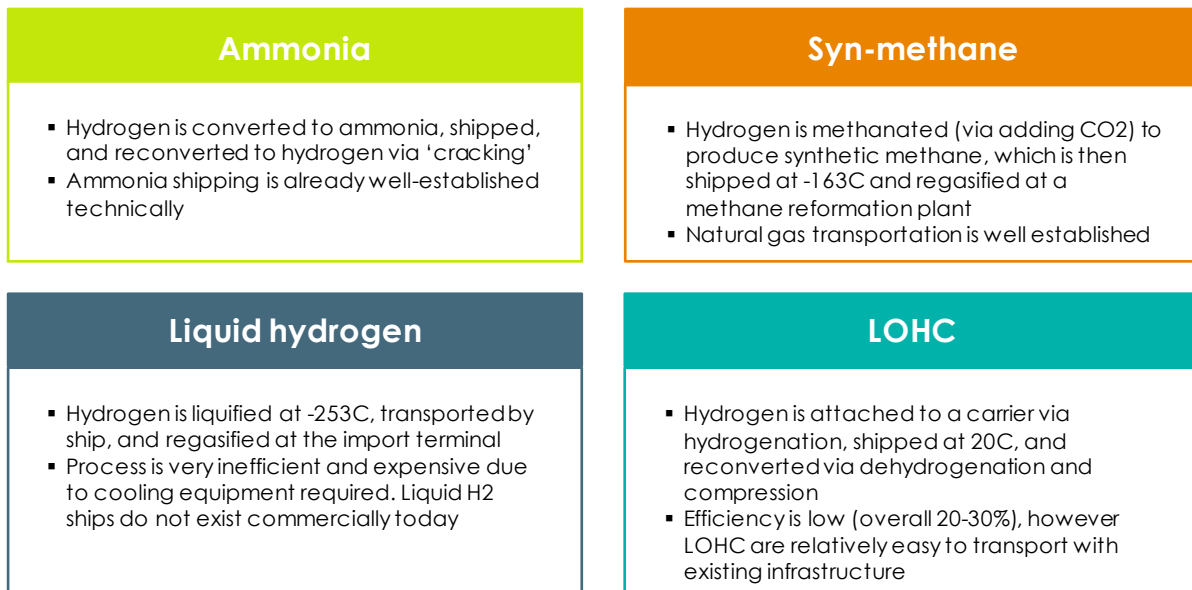 Ammonia
▪ Hydrogen is converted to ammonia, shipped,
and reconverted to hydrogen via ‘cracking’
▪ Ammonia shipping is already well-established
technically
Syn-methane
▪ Hydrogen is methanated (via adding CO2) to
produce synthetic methane, which is then
shipped at -163C and regasified at a
methane reformation plant
▪ Natural gas transportation is well established
Liquid hydrogen
▪ Hydrogen is liquified at -253C, transported by
ship, and regasified at the import terminal
▪ Process is very inefficient and expensive due
to cooling equipment required. Liquid H2
ships do not exist commercially today
LOHC
▪ Hydrogen is attached to a carrier via
hydrogenation, shipped at 20C, and
reconverted via dehydrogenation and
compression
▪ Efficiency is low (overall 20-30%), however
LOHC are relatively easy to transport with
existing infrastructure